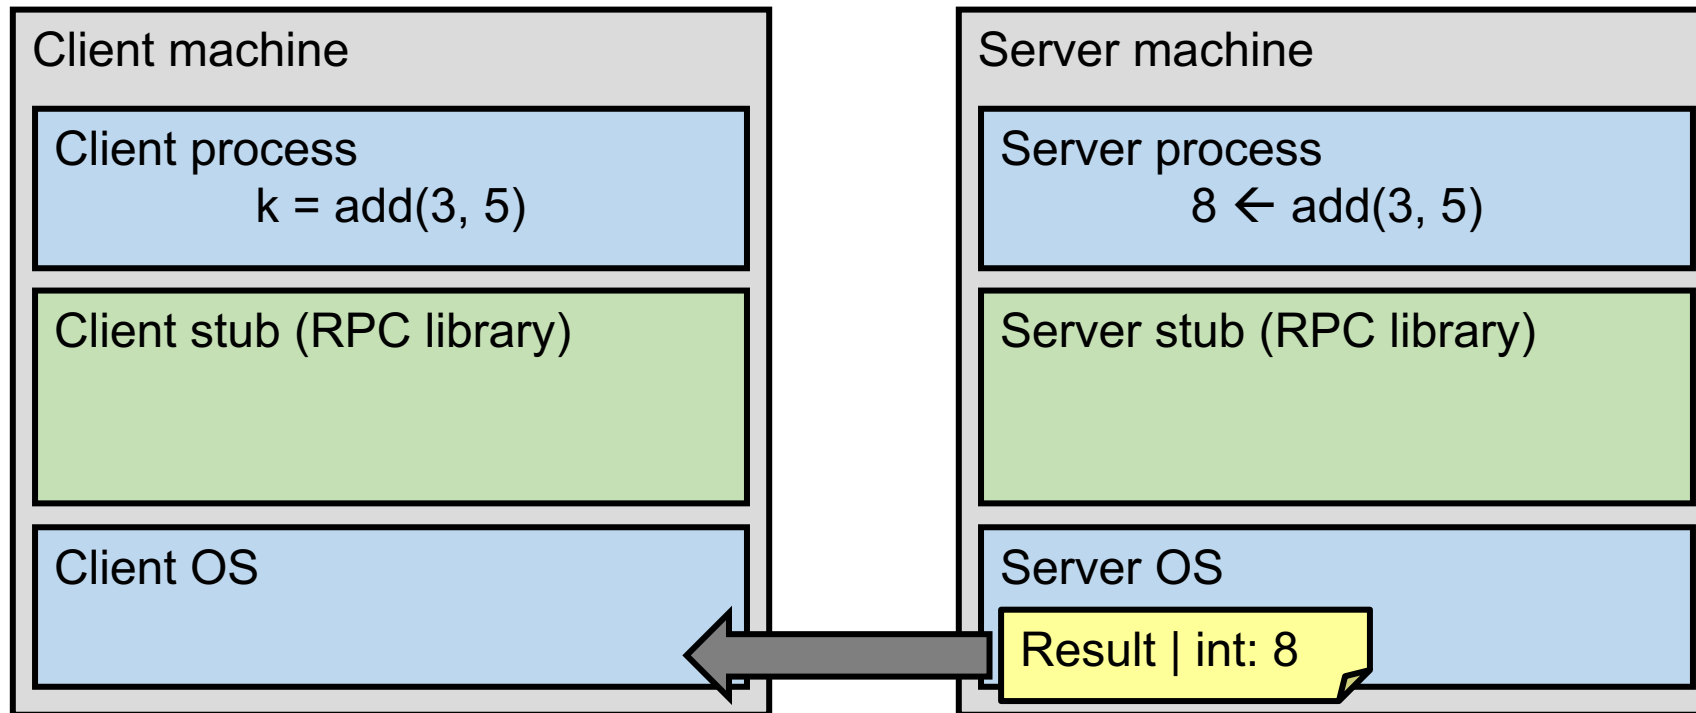 Client machine
Client process
k = add(3, 5)
Client stub (RPC library)
Client OS
Server machine
Server process
8 ← add(3, 5)
Server stub (RPC library)
Server OS
Result | int: 8